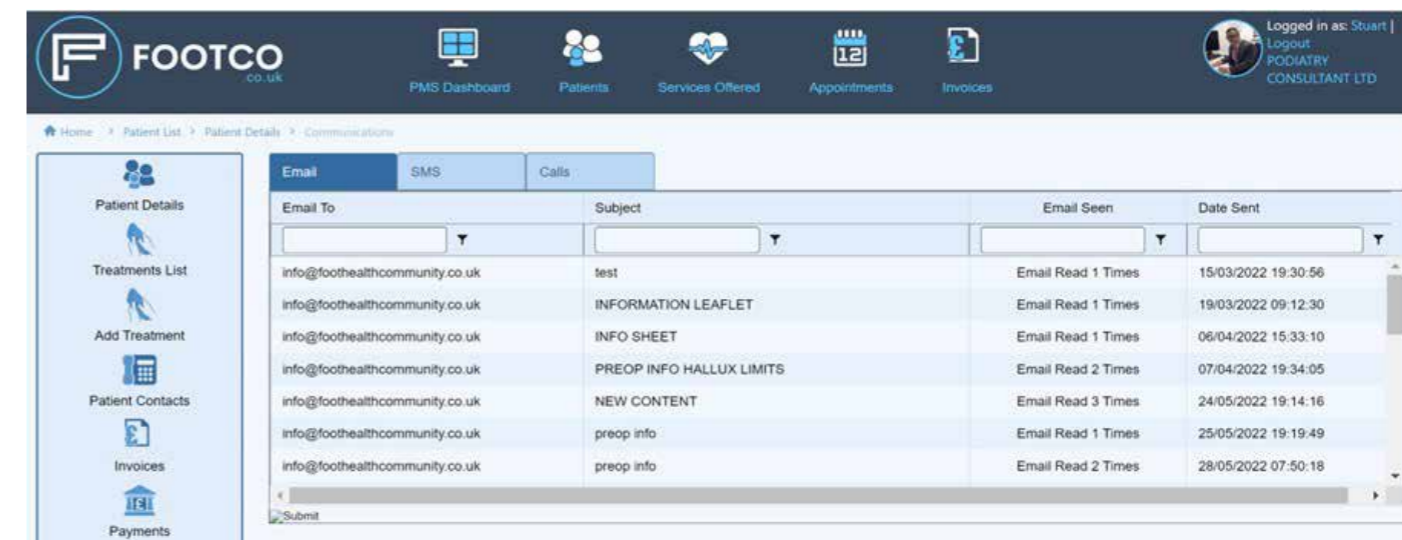 FOOTCO
.co.uk
PMS Dashboard
Patients
Services Offered
12
Appointments
£
Invoices
Logged in as: Stuart |
Logout
PODIATRY
CONSULTANT LTD
Home > Patient List > Patient Details > Communications
Patient Details
Treatments List
Add Treatment
Patient Contacts
£
Invoices
£
Payments
Email SMS Calls
Email To Subject Email Seen Date Sent
info@foothealthcommunity.co.uk test Email Read 1 Times 15/03/2022 19:30:56
info@foothealthcommunity.co.uk INFORMATION LEAFLET Email Read 1 Times 19/03/2022 09:12:30
info@foothealthcommunity.co.uk INFO SHEET Email Read 1 Times 06/04/2022 15:33:10
info@foothealthcommunity.co.uk PREOP INFO HALLUX LIMITS Email Read 2 Times 07/04/2022 19:34:05
info@foothealthcommunity.co.uk NEW CONTENT Email Read 3 Times 24/05/2022 19:14:16
info@foothealthcommunity.co.uk preop info Email Read 1 Times 25/05/2022 19:19:49
info@foothealthcommunity.co.uk preop info Email Read 2 Times 28/05/2022 07:50:18
Submit